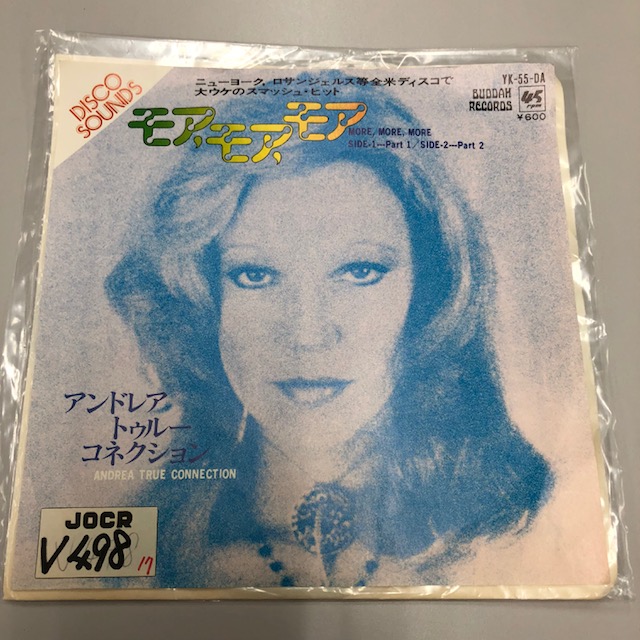 DISCO
SOUNDS
ニューヨーク, ロサンジェルス等全米ディスコで
大ウケのスマッシュ・ヒット
モア, モア, モア
MORE, MORE, MORE
SIDE-1—Part 1/SIDE-2—Part 2
YK-55-DA
BUDDAH
RECORDS
45
rpm
¥600
アンドレア
トゥルー
コネクション
ANDREA TRUE CONNECTION
JOCR
V498
17